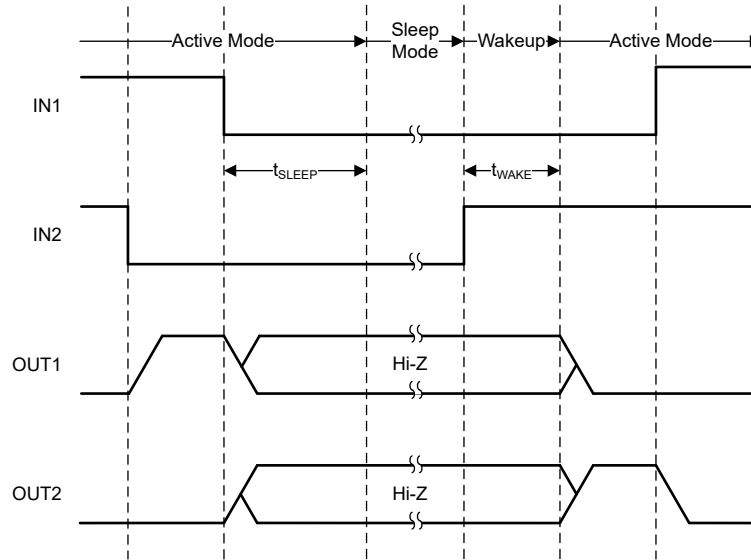 Active Mode
Sleep
Mode
Wakeup
Active Mode
IN1
tSLEEP
tWAKE
IN2
OUT1
Hi-Z
OUT2
Hi-Z